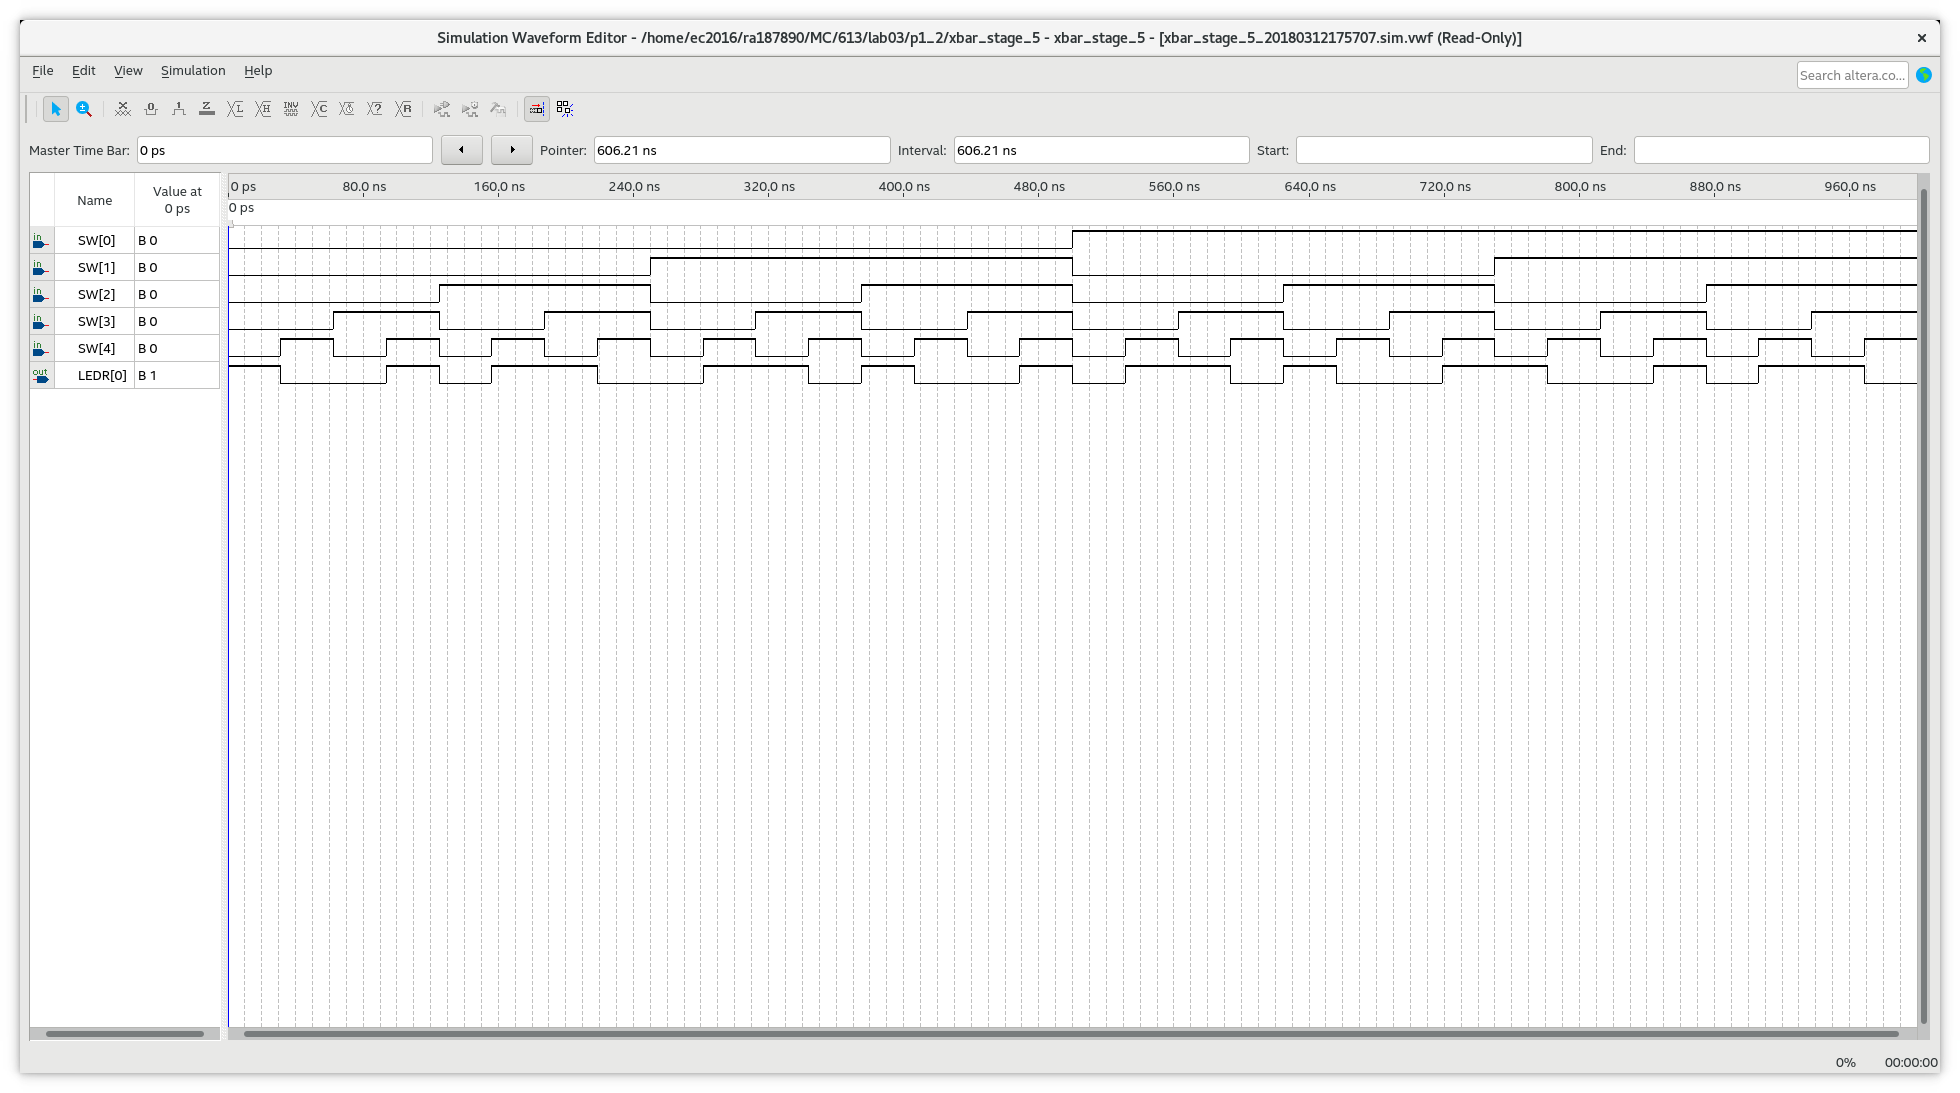 Simulation Waveform Editor - /home/ec2016/ra187890/MC/613/lab03/p1_2/xbar_stage_5 - xbar_stage_5 - [xbar_stage_5_20180312175707.sim.vwf (Read-Only)]
File Edit View Simulation Help Search altera.co...
Master Time Bar: 0 ps Pointer: 606.21 ns Interval: 606.21 ns Start: End:
Name Value at 0 ps
0 ps 80.0 ns 160.0 ns 240.0 ns 320.0 ns 400.0 ns 480.0 ns 560.0 ns 640.0 ns 720.0 ns 800.0 ns 880.0 ns 960.0 ns
0 ps
in SW[0] B 0
in SW[1] B 0
in SW[2] B 0
in SW[3] B 0
in SW[4] B 0
out LEDR[0] B 1
0% 00:00:00